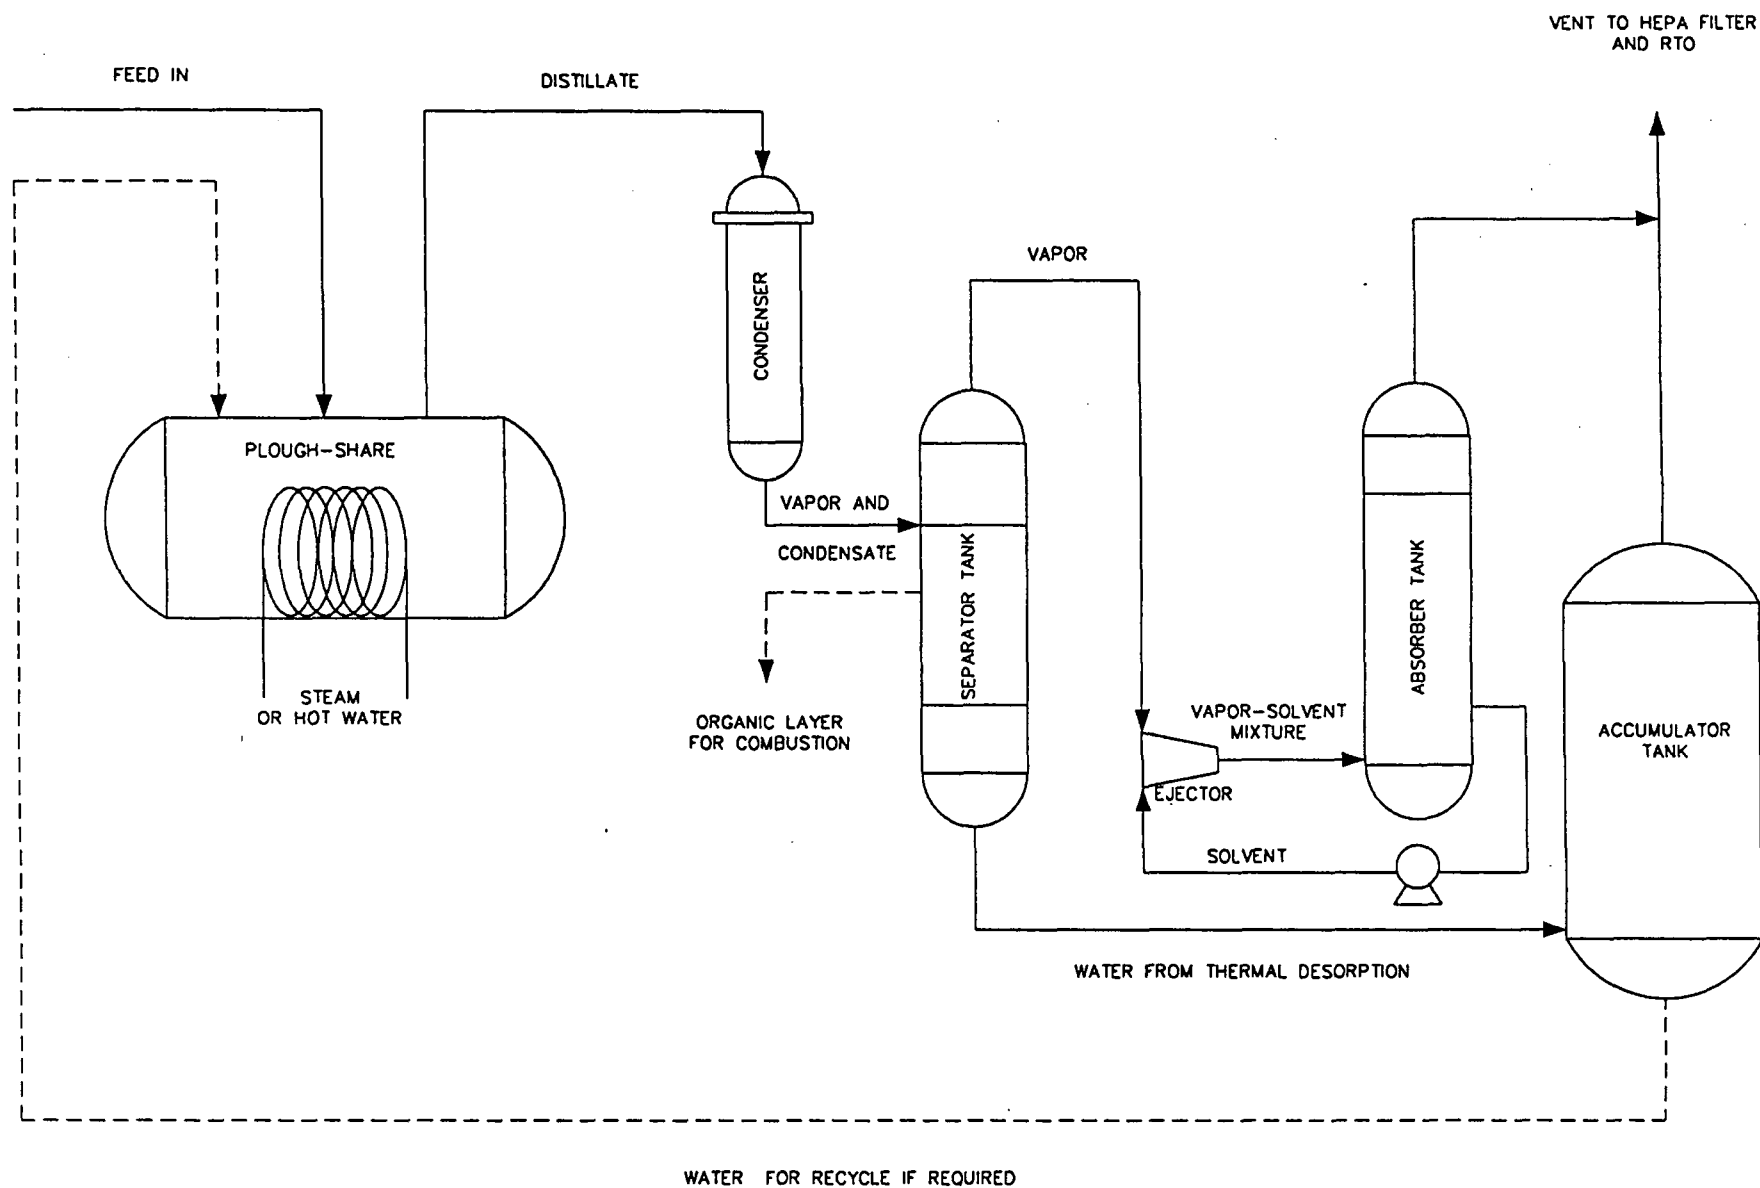 VENT TO HEPA FILTER
AND RTO
FEED IN
DISTILLATE
VAPOR
CONDENSER
PLOUGH-SHARE
VAPOR AND
CONDENSATE
SEPARATOR TANK
ABSORBER TANK
STEAM
OR HOT WATER
ORGANIC LAYER
FOR COMBUSTION
VAPOR-SOLVENT
MIXTURE
ACCUMULATOR
TANK
EJECTOR
SOLVENT
WATER FROM THERMAL DESORPTION
WATER FOR RECYCLE IF REQUIRED